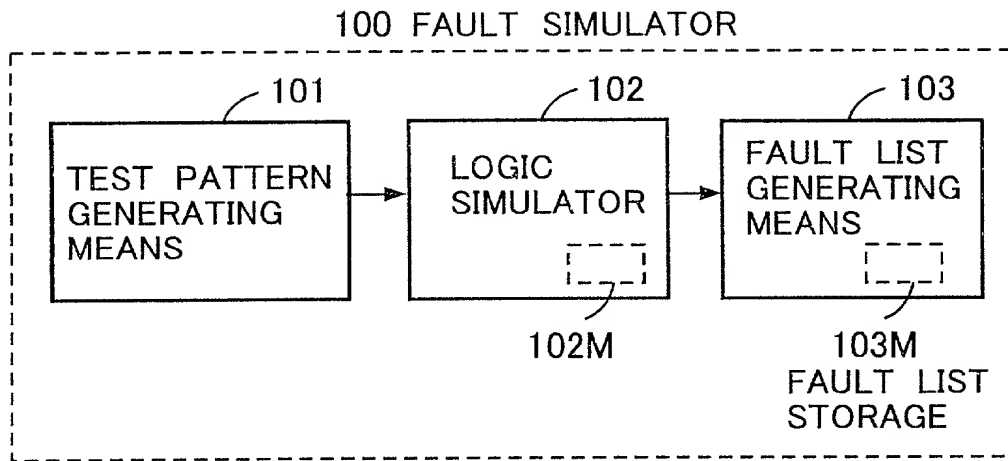 100 FAULT SIMULATOR
101
102
103
TEST PATTERN
GENERATING
MEANS
LOGIC
SIMULATOR
FAULT LIST
GENERATING
MEANS
102M
103M
FAULT LIST
STORAGE